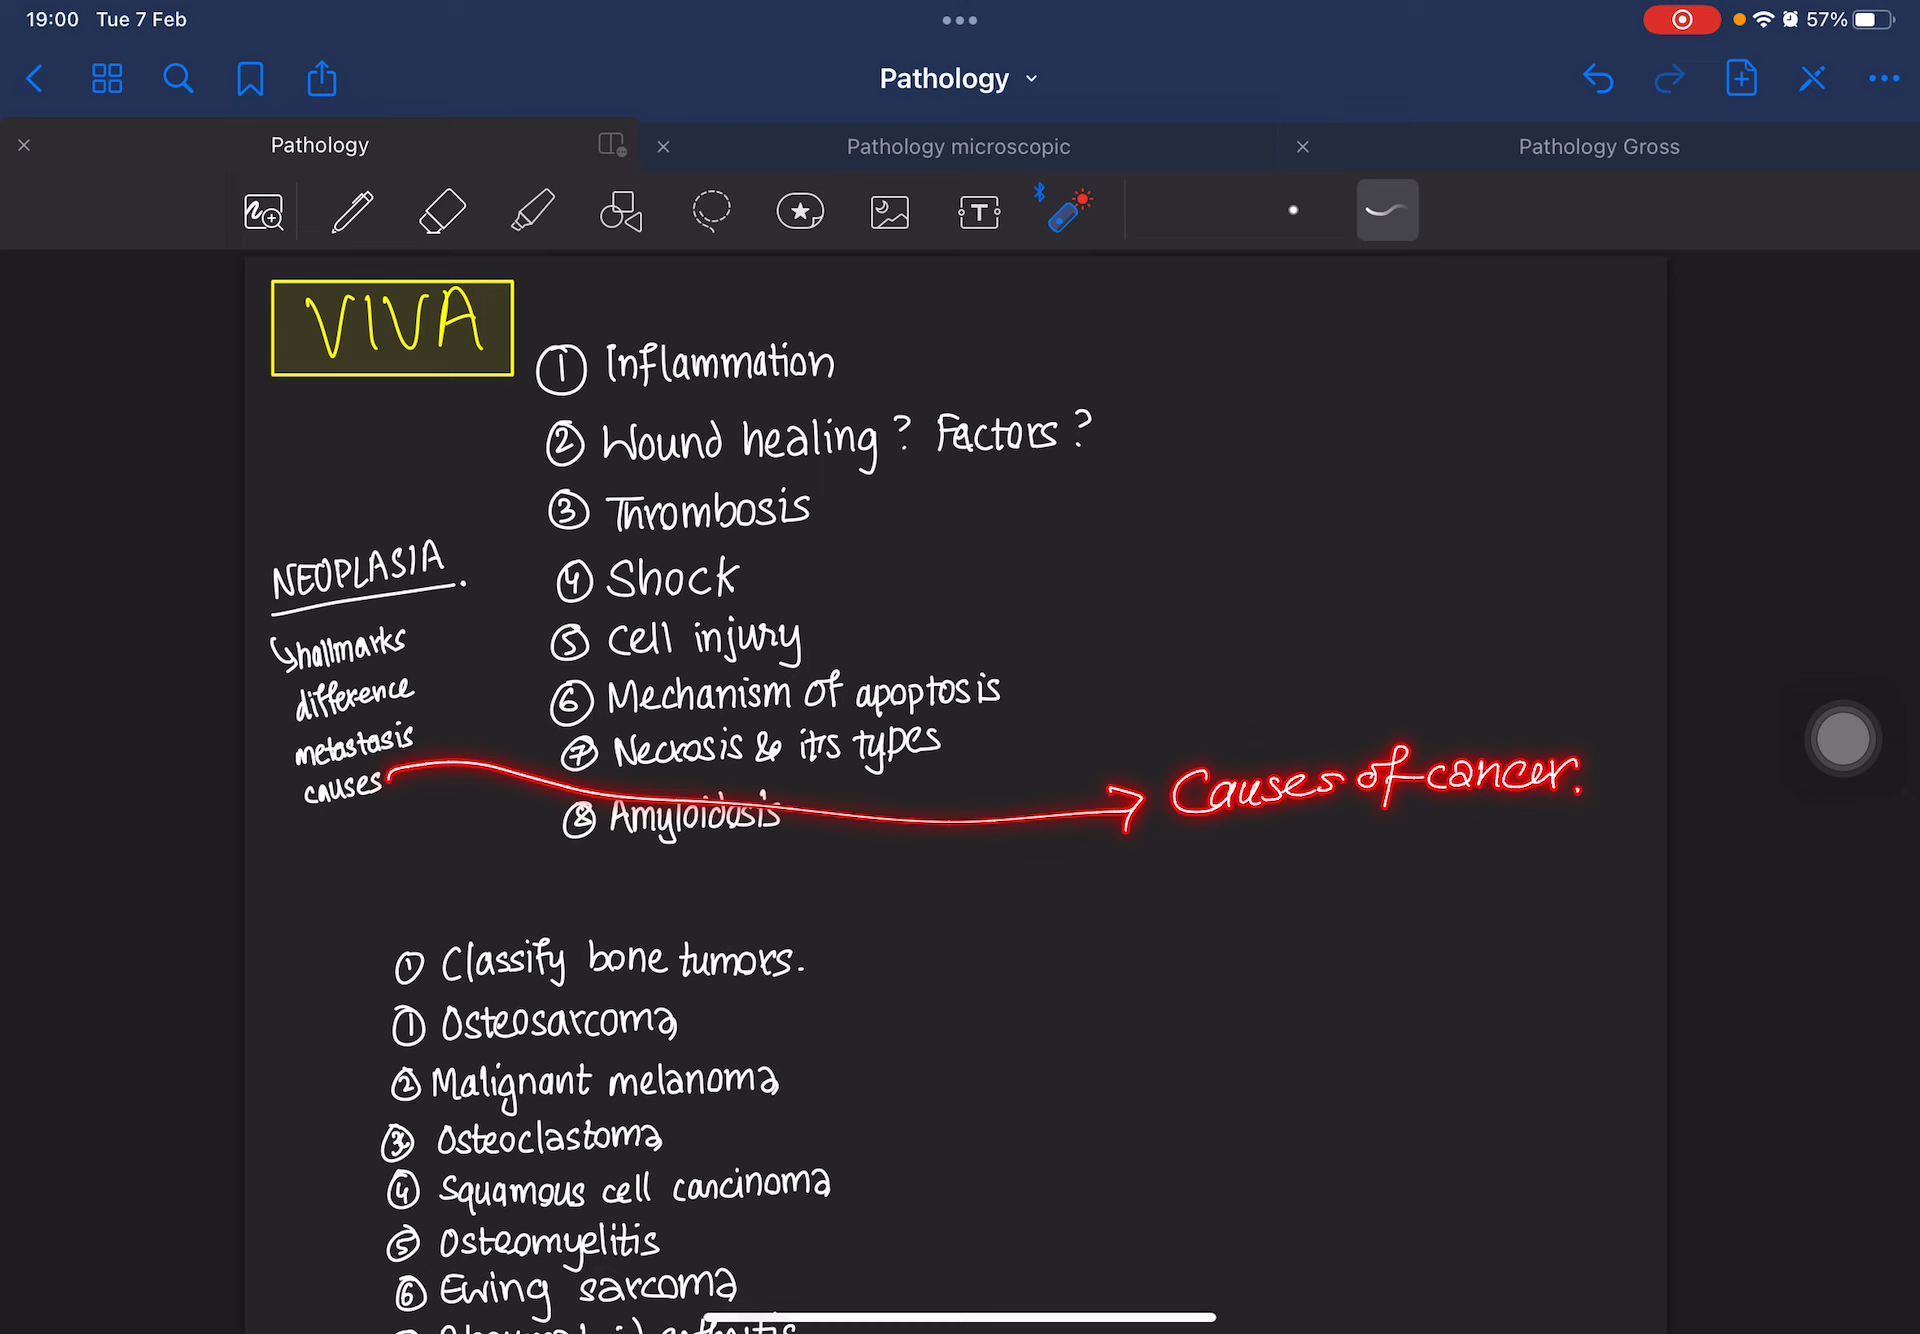 19:00 Tue 7 Feb
57%
Pathology
Pathology
Pathology microscopic
Pathology Gross
T
VIVA
① Inflammation
② Wound healing? Factors?
③ Thrombosis
④ Shock
⑤ Cell injury
⑥ Mechanism of apoptosis
⑦ Necrosis & its types
⑧ Amyloidosis
NEOPLASIA.
hallmarks
difference
metastasis
causes → Causes of cancer.
① Classify bone tumors.
① Osteosarcoma
② Malignant melanoma
③ Osteoclastoma
④ Squamous cell carcinoma
⑤ Osteomyelitis
⑥ Ewing sarcoma